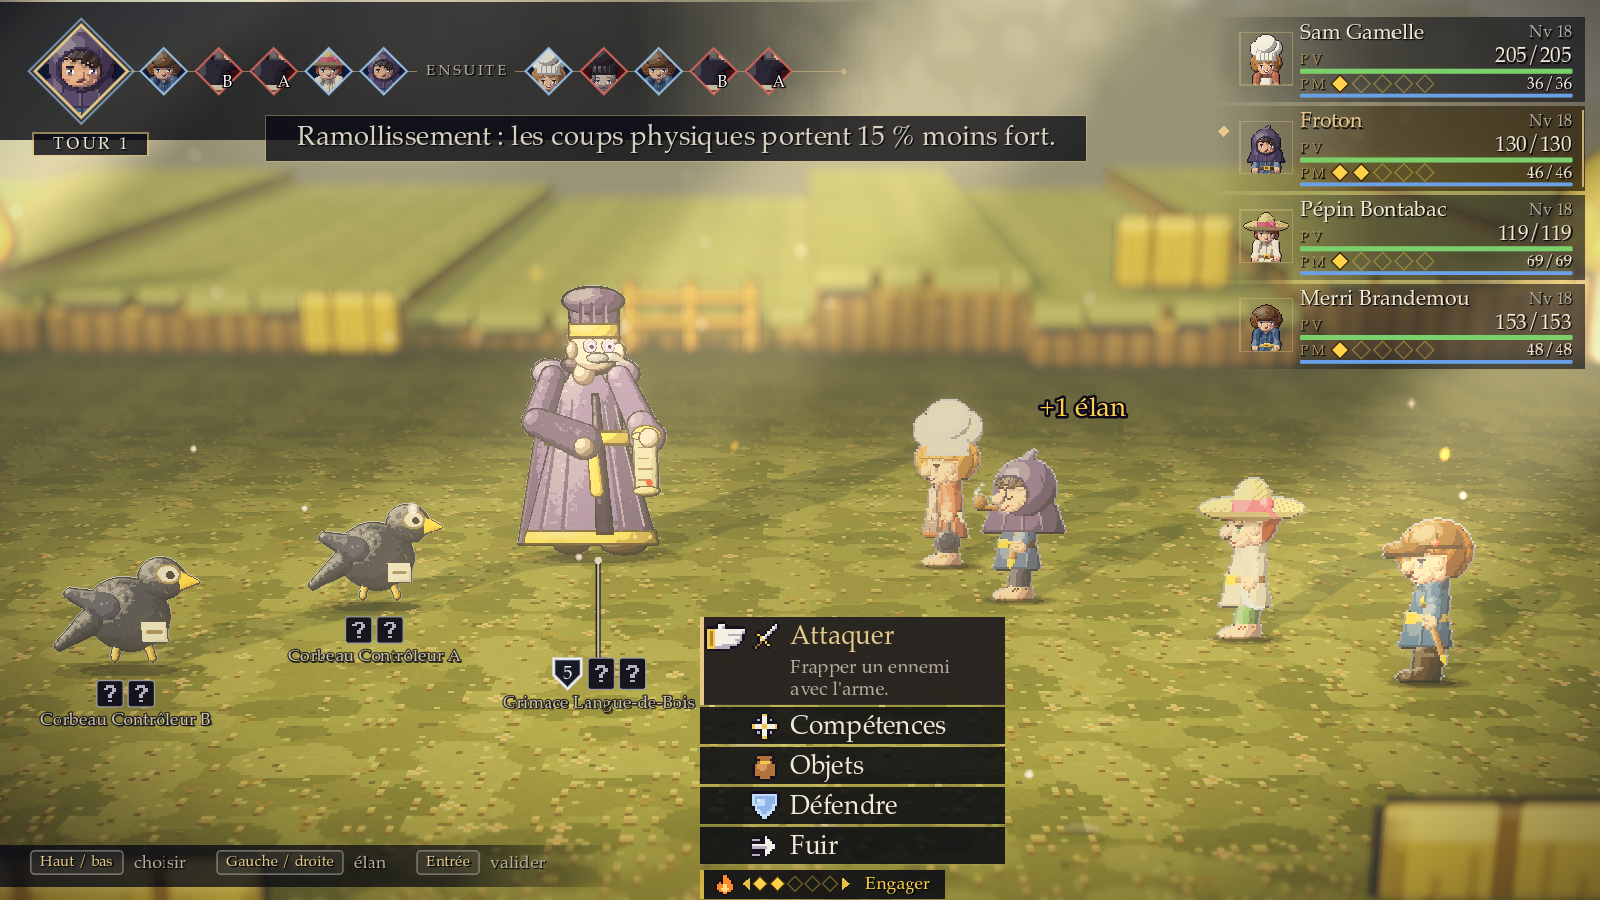 ENSUITE
B
A
B
A
TOUR 1
Ramollissement : les coups physiques portent 15 % moins fort.
Sam Gamelle
Nv 18
PV
205/205
PM
36/36
Froton
Nv 18
PV
130/130
PM
46/46
Pépin Bontabac
Nv 18
PV
119/119
PM
69/69
Merri Brandemou
Nv 18
PV
153/153
PM
48/48
+1 élan
? ?
Corbeau Contrôleur A
? ?
Corbeau Contrôleur B
5 ? ?
Grimace Langue-de-Bois
Attaquer
Frapper un ennemi
avec l'arme.
Compétences
Objets
Défendre
Fuir
Engager
Haut / bas choisir Gauche / droite élan Entrée valider